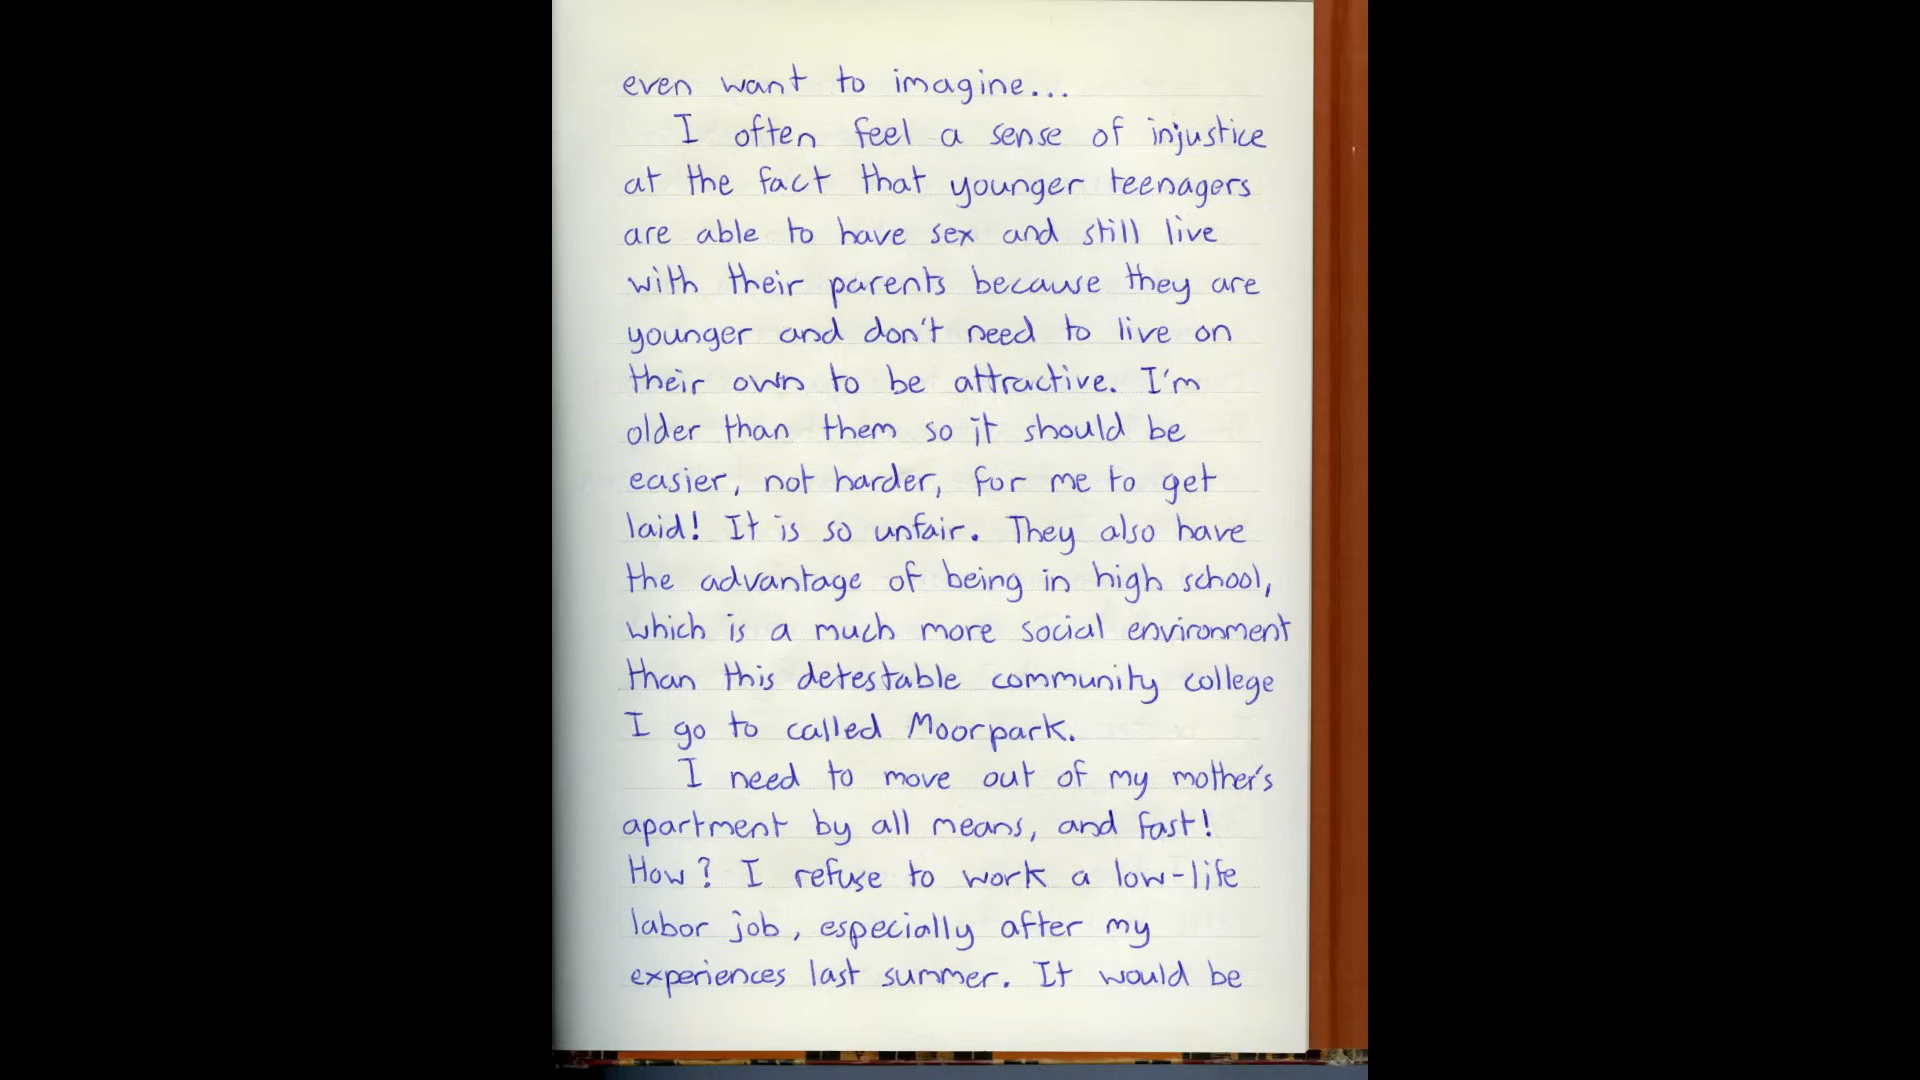 even want to imagine...
I often feel a sense of injustice
at the fact that younger teenagers
are able to have sex and still live
with their parents because they are
younger and don't need to live on
their own to be attractive. I'm
older than them so it should be
easier, not harder, for me to get
laid! It is so unfair. They also have
the advantage of being in high school,
which is a much more social environment
than this detestable community college
I go to called Moorpark.
I need to move out of my mother's
apartment by all means, and fast!
How? I refuse to work a low-life
labor job, especially after my
experiences last summer. It would be